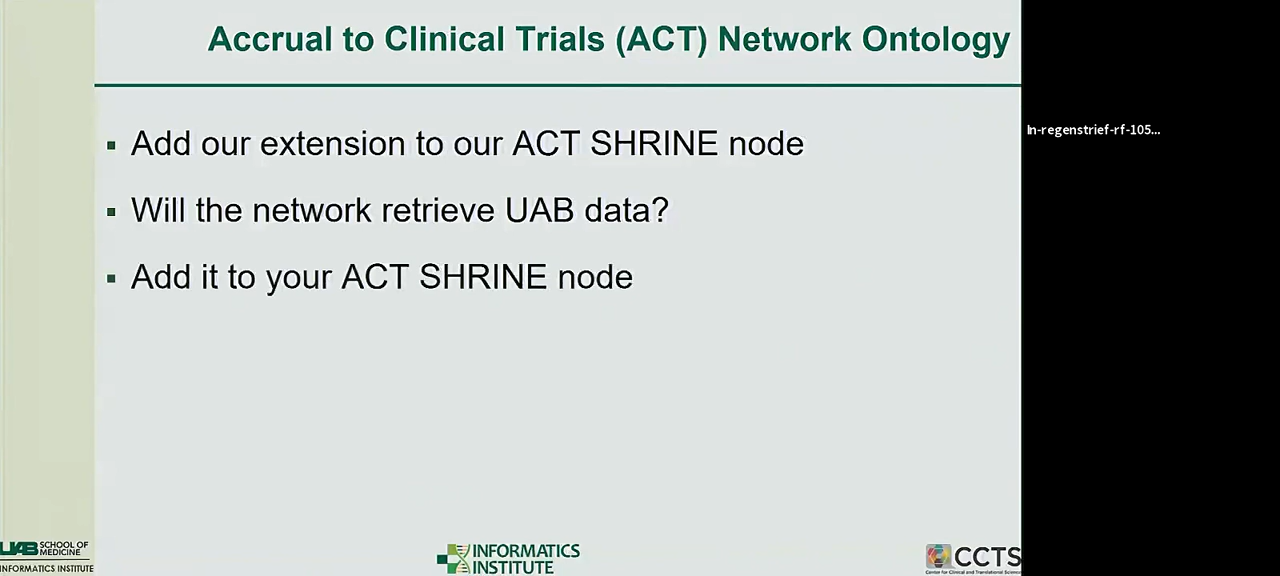 Accrual to Clinical Trials (ACT) Network Ontology
▪ Add our extension to our ACT SHRINE node
In-regenstrief-rf-105...
▪ Will the network retrieve UAB data?
▪ Add it to your ACT SHRINE node
UAB SCHOOL OF
MEDICINE
INFORMATICS INSTITUTE
INFORMATICS
INSTITUTE
CCTS
Center for Clinical and Translational Science